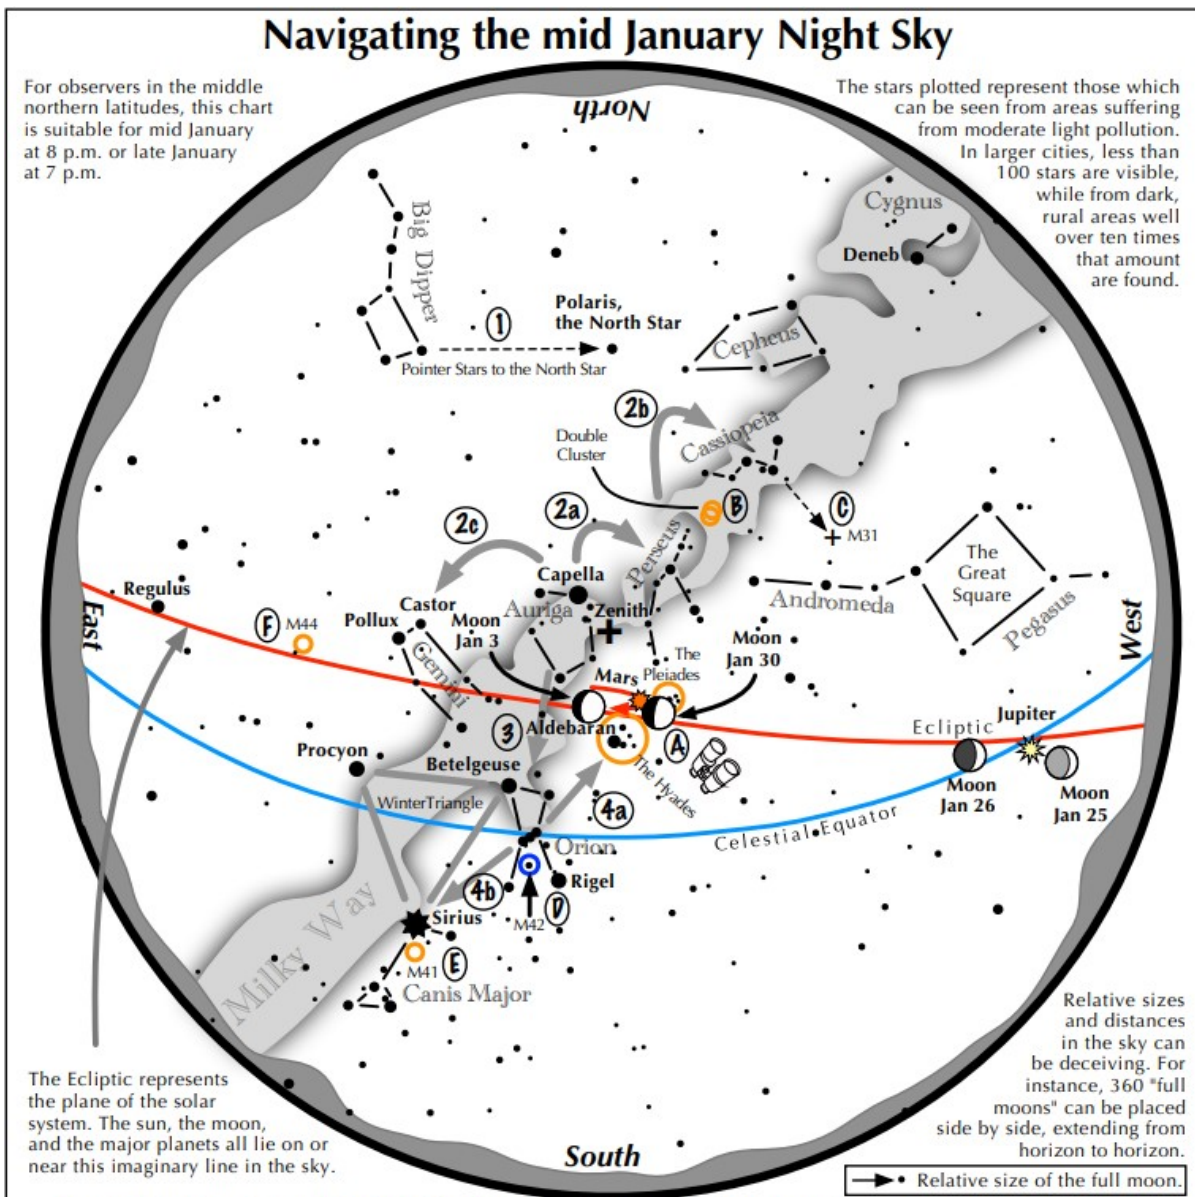 Navigating the mid January Night Sky
For observers in the middle
northern latitudes, this chart
is suitable for mid January
at 8 p.m. or late January
at 7 p.m.
The stars plotted represent those which
can be seen from areas suffering
from moderate light pollution.
In larger cities, less than
100 stars are visible,
while from dark,
rural areas well
over ten times
that amount
are found.
North
Big Dipper
Cygnus
Deneb
Polaris,
the North Star
1
Pointer Stars to the North Star
Cepheus
2b
Cassiopeia
Double
Cluster
B
C
M31
2c
2a
Perseus
Capella
Auriga
Zenith
The
Great
Square
Andromeda
Pegasus
Regulus
East
West
F
M44
Castor
Pollux
Gemini
Moon
Jan 3
Moon
Jan 30
The
Pleiades
Mars
Aldebaran
A
The Hyades
3
Ecliptic
Jupiter
Moon
Jan 26
Moon
Jan 25
Procyon
Betelgeuse
WinterTriangle
4a
Celestial Equator
Orion
4b
Rigel
D
M42
Sirius
E
M41
Canis Major
Milky Way
The Ecliptic represents
the plane of the solar
system. The sun, the moon,
and the major planets all lie on or
near this imaginary line in the sky.
South
Relative sizes
and distances
in the sky can
be deceiving. For
instance, 360 "full
moons" can be placed
side by side, extending from
horizon to horizon.
Relative size of the full moon.